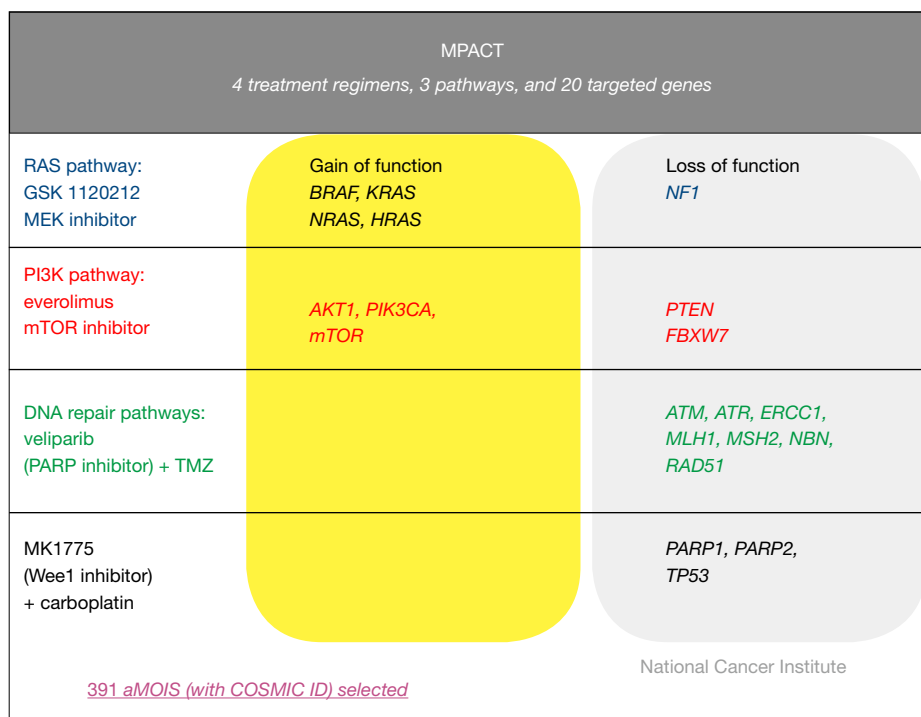 MPACT
4 treatment regimens, 3 pathways, and 20 targeted genes
RAS pathway:
GSK 1120212
MEK inhibitor
Gain of function
BRAF, KRAS
NRAS, HRAS
Loss of function
NF1
PI3K pathway:
everolimus
mTOR inhibitor
AKT1, PIK3CA,
mTOR
PTEN
FBXW7
DNA repair pathways:
veliparib
(PARP inhibitor) + TMZ
ATM, ATR, ERCC1,
MLH1, MSH2, NBN,
RAD51
MK1775
(Wee1 inhibitor)
+ carboplatin
PARP1, PARP2,
TP53
National Cancer Institute
391 aMOIS (with COSMIC ID) selected